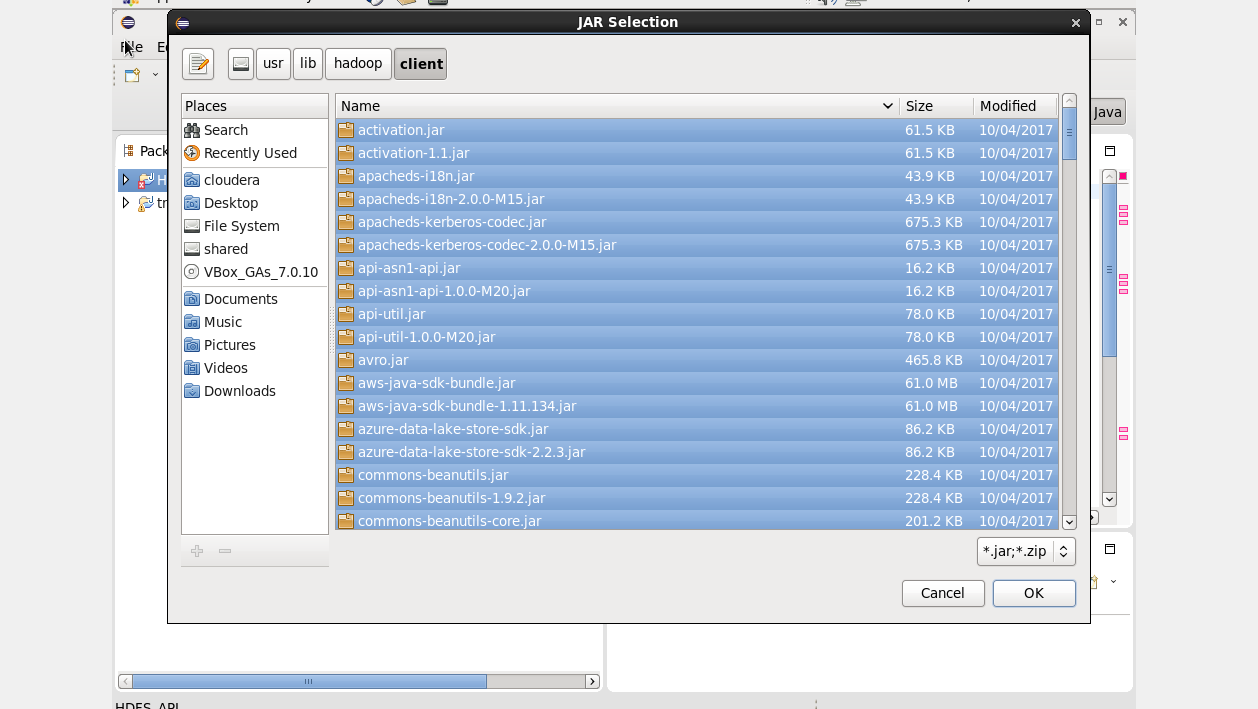 JAR Selection
File
usr lib hadoop client
Places
Search
Recently Used
cloudera
Desktop
File System
shared
VBox_GAs_7.0.10
Documents
Music
Pictures
Videos
Downloads
Name Size Modified
activation.jar 61.5 KB 10/04/2017
activation-1.1.jar 61.5 KB 10/04/2017
apacheds-i18n.jar 43.9 KB 10/04/2017
apacheds-i18n-2.0.0-M15.jar 43.9 KB 10/04/2017
apacheds-kerberos-codec.jar 675.3 KB 10/04/2017
apacheds-kerberos-codec-2.0.0-M15.jar 675.3 KB 10/04/2017
api-asn1-api.jar 16.2 KB 10/04/2017
api-asn1-api-1.0.0-M20.jar 16.2 KB 10/04/2017
api-util.jar 78.0 KB 10/04/2017
api-util-1.0.0-M20.jar 78.0 KB 10/04/2017
avro.jar 465.8 KB 10/04/2017
aws-java-sdk-bundle.jar 61.0 MB 10/04/2017
aws-java-sdk-bundle-1.11.134.jar 61.0 MB 10/04/2017
azure-data-lake-store-sdk.jar 86.2 KB 10/04/2017
azure-data-lake-store-sdk-2.2.3.jar 86.2 KB 10/04/2017
commons-beanutils.jar 228.4 KB 10/04/2017
commons-beanutils-1.9.2.jar 228.4 KB 10/04/2017
commons-beanutils-core.jar 201.2 KB 10/04/2017
*.jar;*.zip
Cancel OK
Java
Pack
H
tr
HDFS_API